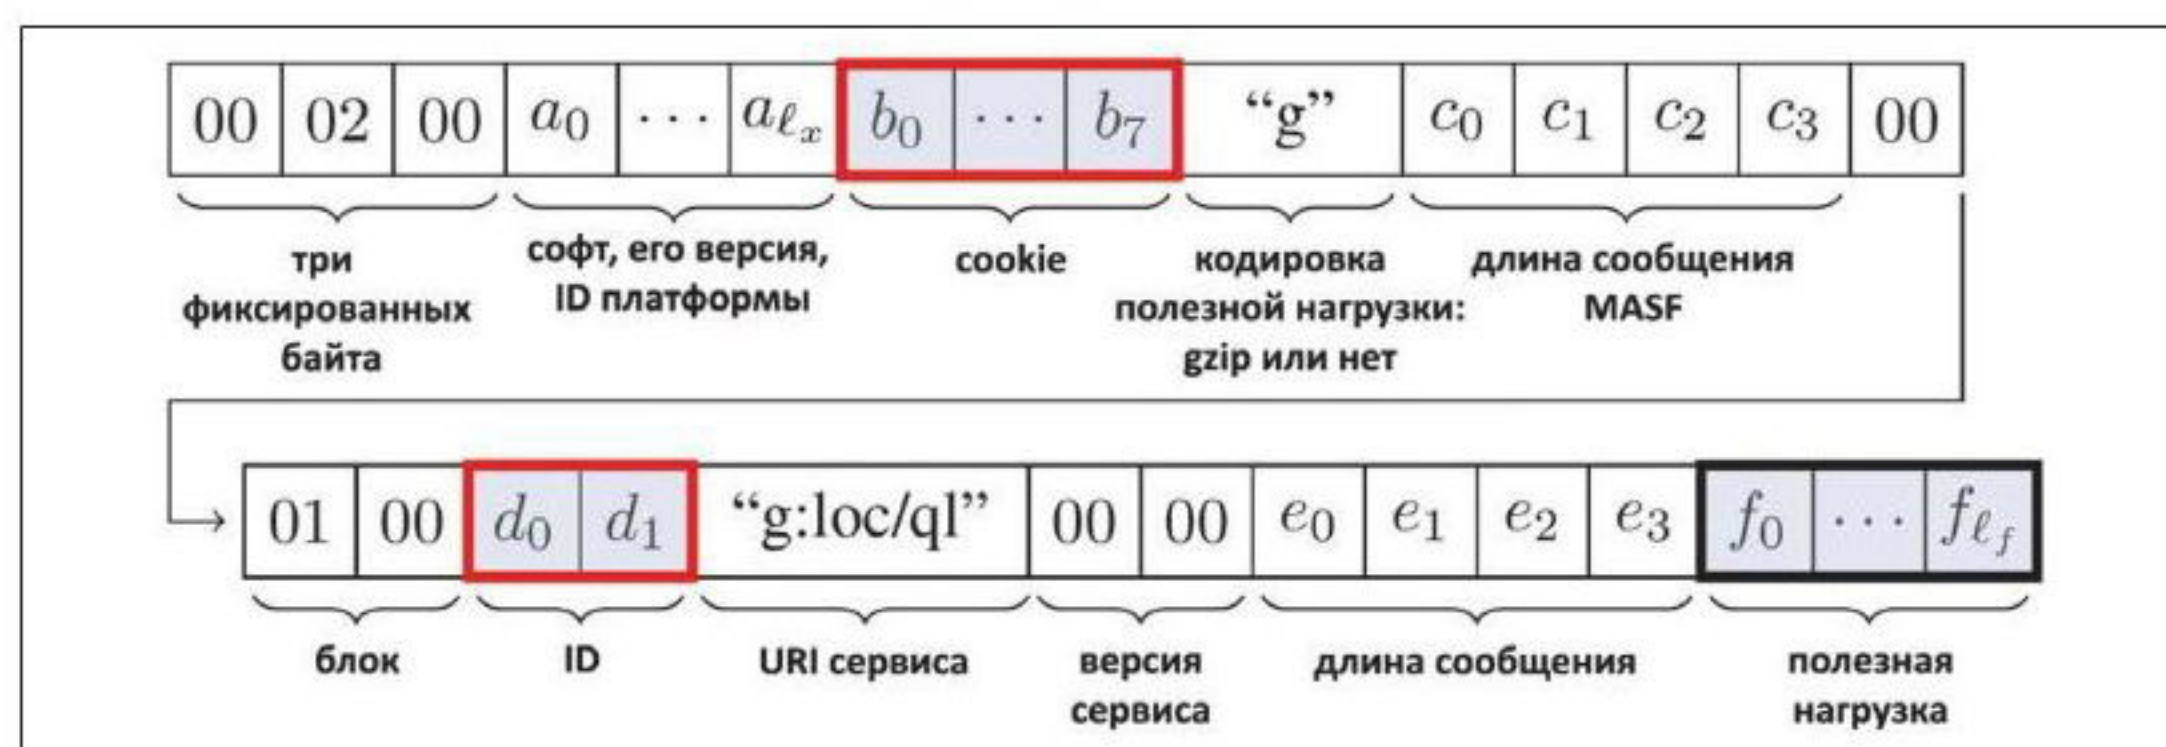 00 02 00 a₀ ··· aℓₓ b₀ ··· b₇ “g” c₀ c₁ c₂ c₃ 00
три фиксированных байта
софт, его версия, ID платформы
cookie
кодировка полезной нагрузки: gzip или нет
длина сообщения MASF
01 00 d₀ d₁ “g:loc/ql” 00 00 e₀ e₁ e₂ e₃ f₀ ··· fℓf
блок
ID
URI сервиса
версия сервиса
длина сообщения
полезная нагрузка